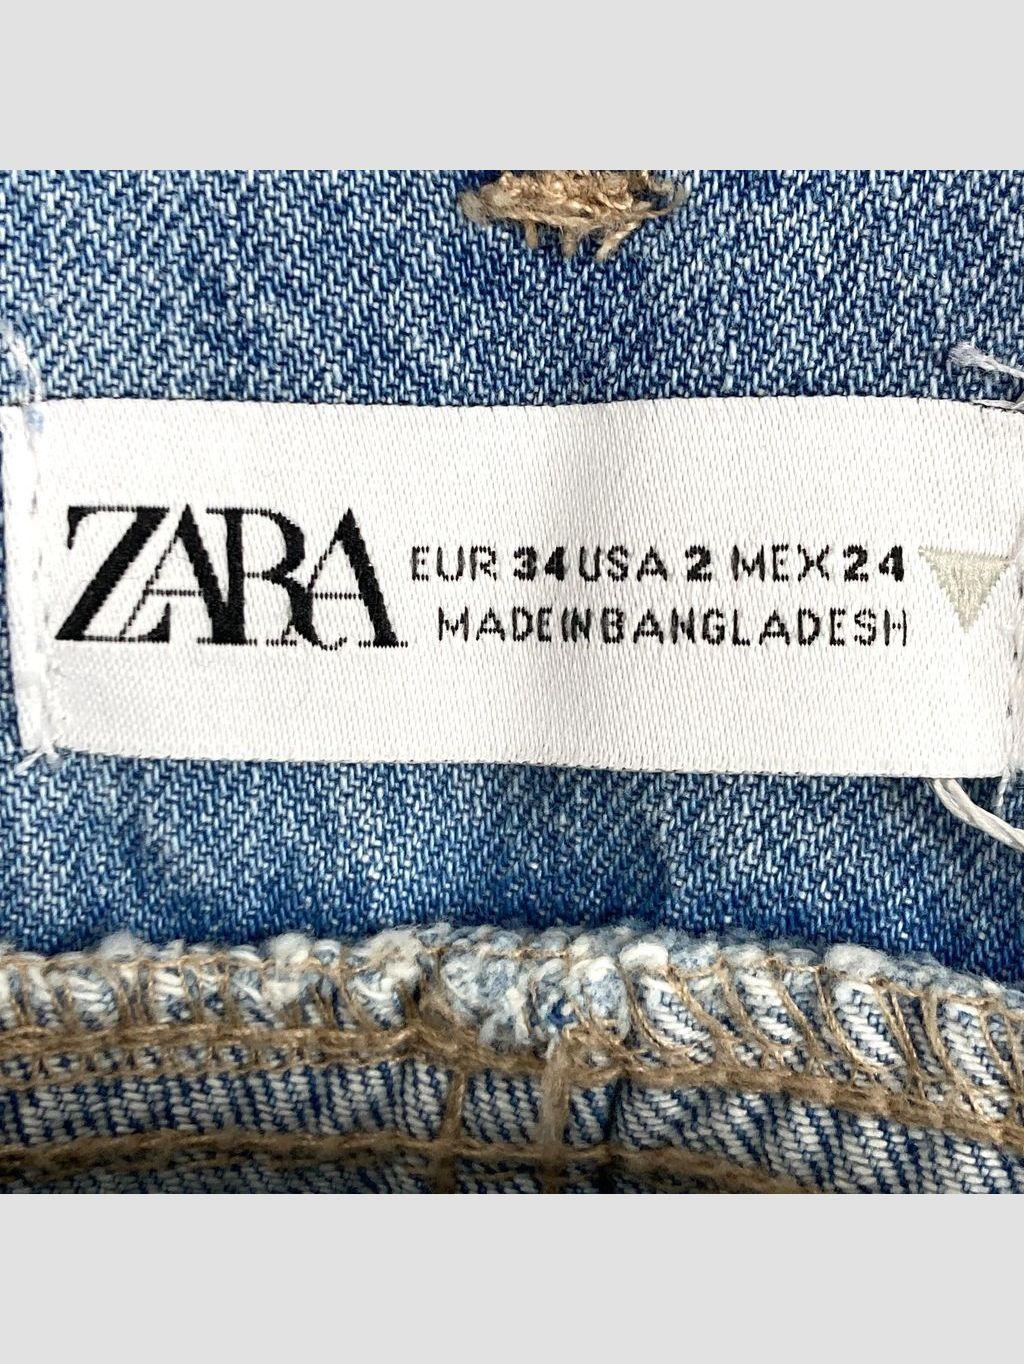 ZARA
EUR 34 USA 2 MEX 24
MADE IN BANGLADESH